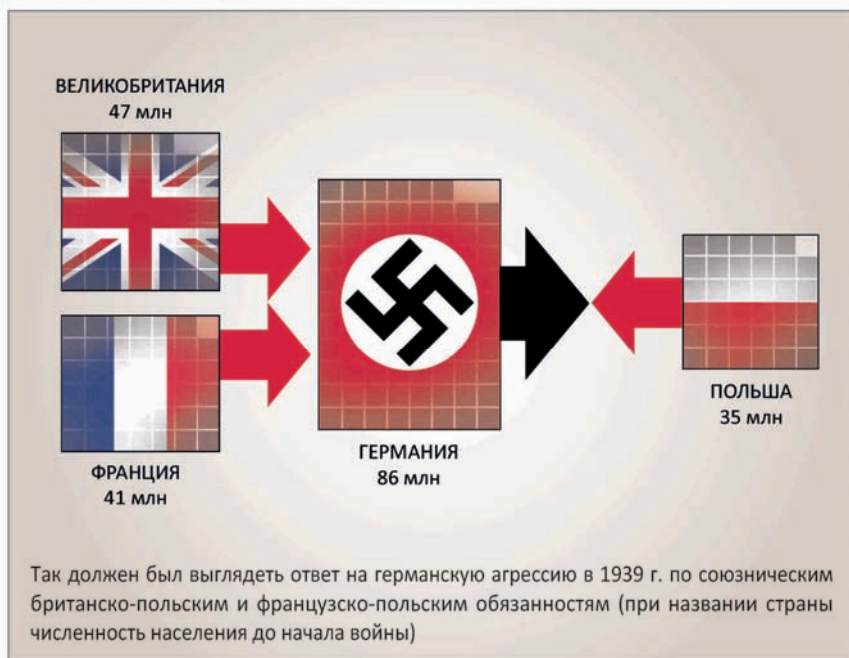 ВЕЛИКОБРИТАНИЯ
47 млн
ФРАНЦИЯ
41 млн
ГЕРМАНИЯ
86 млн
ПОЛЬША
35 млн
Так должен был выглядеть ответ на германскую агрессию в 1939 г. по союзническим
британско-польским и французско-польским обязанностям (при названии страны
численность населения до начала войны)